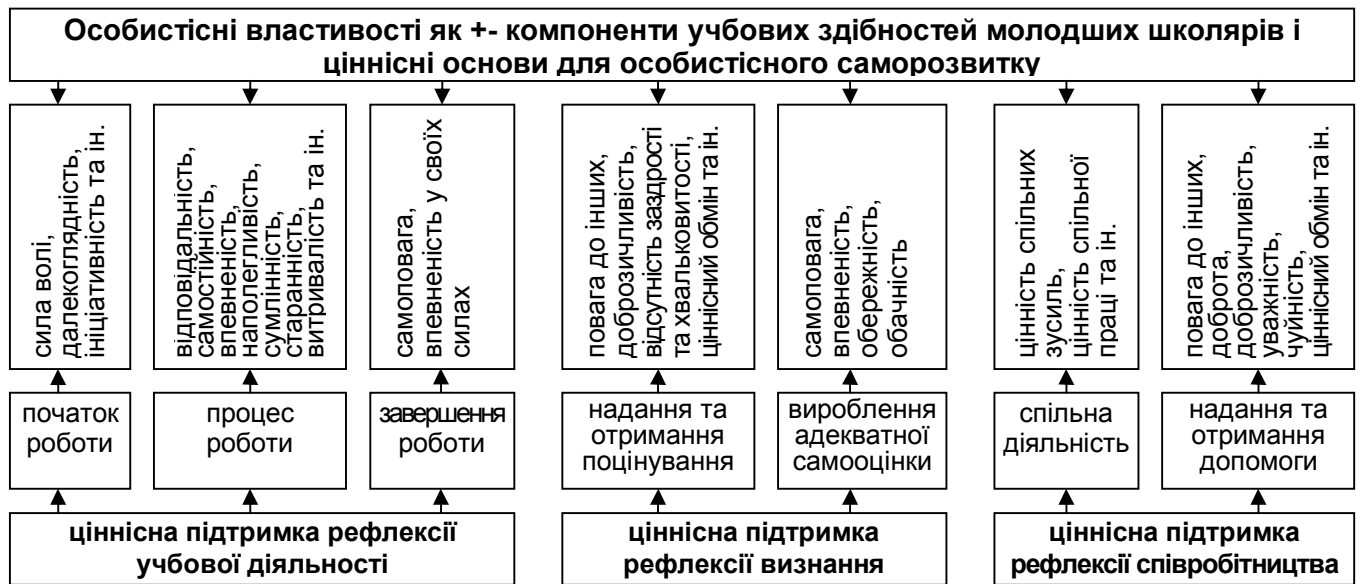 Особистісні властивості як +- компоненти учбових здібностей молодших школярів і
ціннісні основи для особистісного саморозвитку
сила волі,
далекоглядність,
ініціативність та ін.
відповідальність,
самостійність,
впевненість,
наполегливість,
сумлінність,
старанність,
витривалість та ін.
самоповага,
впевненість у своїх
силах
повага до інших,
доброзичливість,
відсутність заздрості
та хвальковитості,
ціннісний обмін та ін.
самоповага,
впевненість,
обережність,
обачність
цінність спільних
зусиль,
цінність спільної
праці та ін.
повага до інших,
доброта,
доброзичливість,
уважність,
чуйність,
ціннісний обмін та ін.
початок
роботи
процес
роботи
завершення
роботи
надання та
отримання
поцінування
вироблення
адекватної
самооцінки
спільна
діяльність
надання та
отримання
допомоги
ціннісна підтримка рефлексії
учбової діяльності
ціннісна підтримка
рефлексії визнання
ціннісна підтримка
рефлексії співробітництва